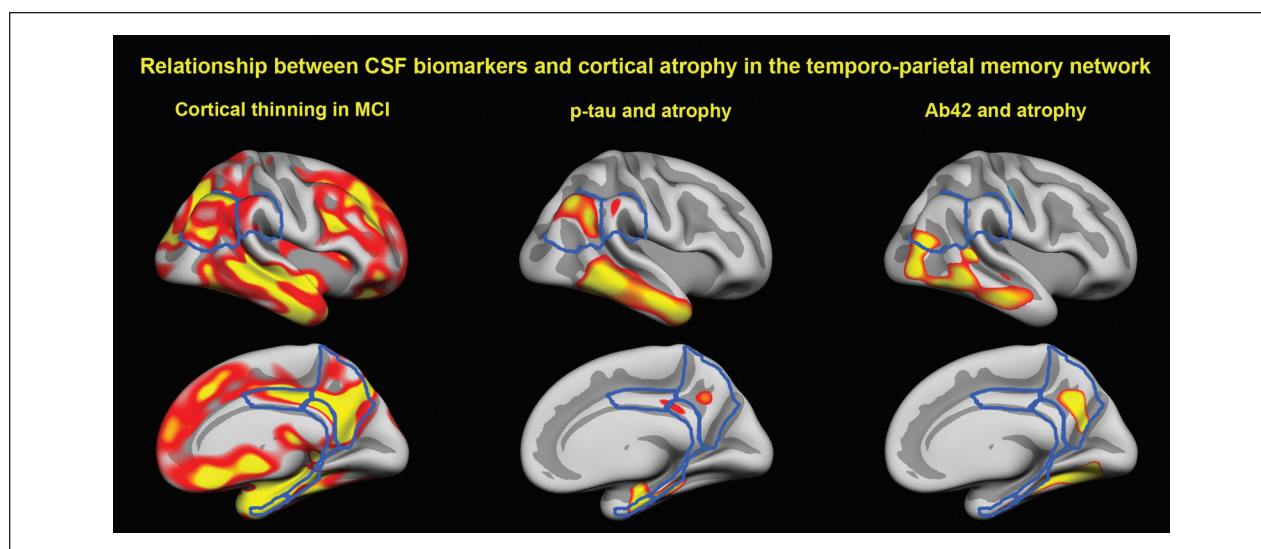 Relationship between CSF biomarkers and cortical atrophy in the temporo-parietal memory network
Cortical thinning in MCI
p-tau and atrophy
Ab42 and atrophy